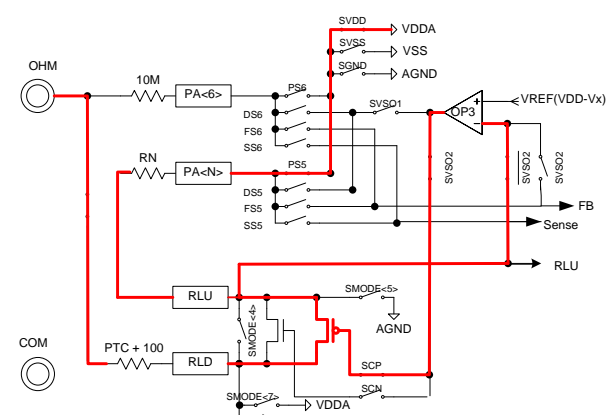 SVDD
VDDA
OHM
SVSS
VSS
SGND
AGND
10M
PA<6>
PS6
VREF(VDD-Vx)
SVSO1
+
OP3
DS6
FS6
SS6
RN
PA<N>
PS5
SVSO2
SVSO2
SVSO2
DS5
FS5
SS5
FB
Sense
RLU
RLU
SMODE<5>
AGND
SMODE<4>
COM
PTC + 100
RLD
SCP
SCN
SMODE<7>
VDDA